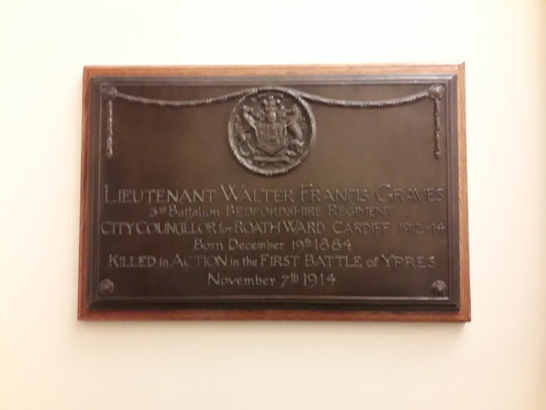 LIEUTENANT WALTER FRANCIS GRAVES
3rd Battalion BEDFORDSHIRE REGIMENT
CITY COUNCILLOR for ROATH WARD CARDIFF 1912-14
Born December 19th 1884
KILLED in ACTION in the FIRST BATTLE of YPRES
November 7th 1914